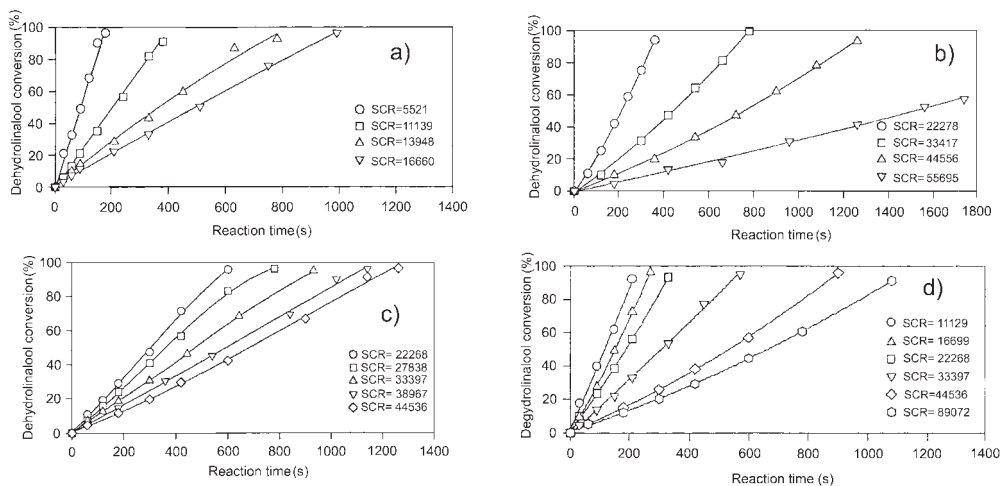 Dehydrolinalool conversion (%)
100
80
60
40
20
0
a)
SCR=5521
SCR=11139
SCR=13948
SCR=16660
0 200 400 600 800 1000 1200 1400
Reaction time (s)
Dehydrolinalool conversion (%)
100
80
60
40
20
0
b)
SCR= 22278
SCR= 33417
SCR= 44556
SCR= 55695
0 200 400 600 800 1000 1200 1400 1600 1800
Reaction time (s)
Dehydrolinalool conversion (%)
100
80
60
40
20
0
c)
SCR= 22268
SCR= 27838
SCR= 33397
SCR= 38967
SCR= 44536
0 200 400 600 800 1000 1200 1400
Reaction time (s)
Degydrolinalool conversion (%)
100
80
60
40
20
0
d)
SCR= 11129
SCR= 16699
SCR= 22268
SCR= 33397
SCR=44536
SCR= 89072
0 200 400 600 800 1000 1200 1400
Reaction time (s)